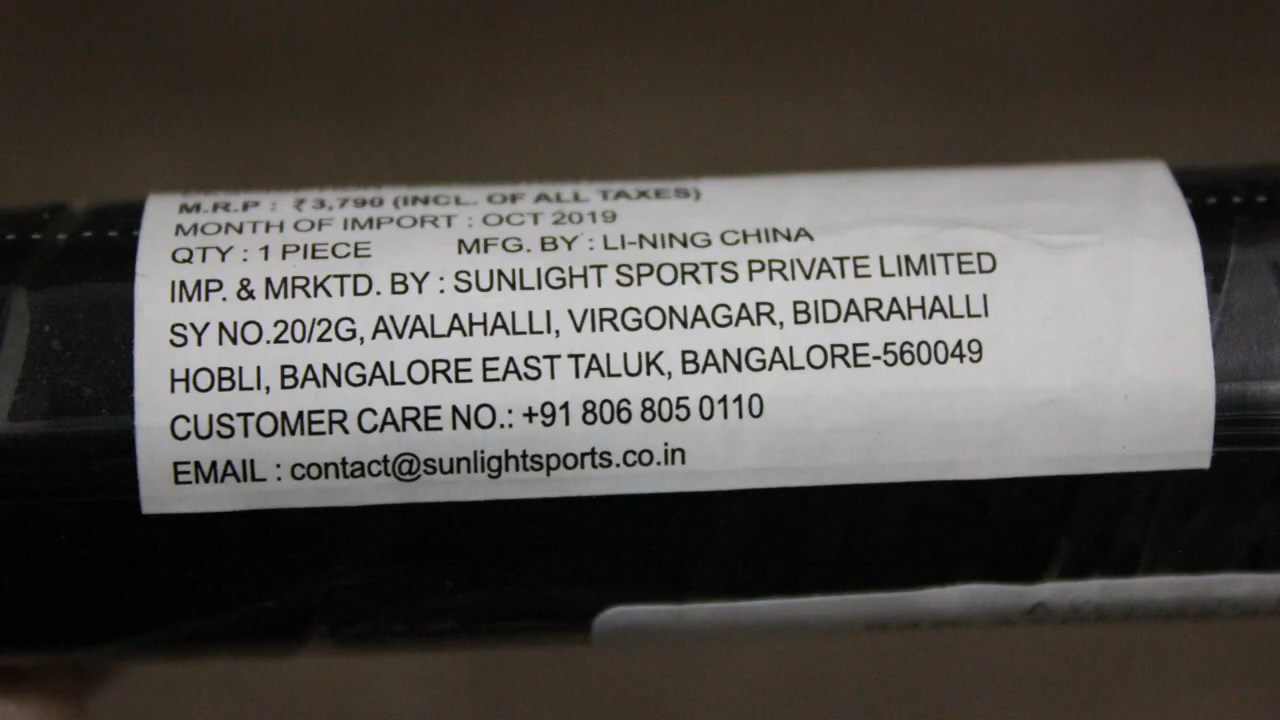 M.R.P : ₹3,790 (INCL. OF ALL TAXES)
MONTH OF IMPORT : OCT 2019
QTY : 1 PIECE MFG. BY : LI-NING CHINA
IMP. & MRKTD. BY : SUNLIGHT SPORTS PRIVATE LIMITED
SY NO.20/2G, AVALAHALLI, VIRGONAGAR, BIDARAHALLI
HOBLI, BANGALORE EAST TALUK, BANGALORE-560049
CUSTOMER CARE NO.: +91 806 805 0110
EMAIL : contact@sunlightsports.co.in